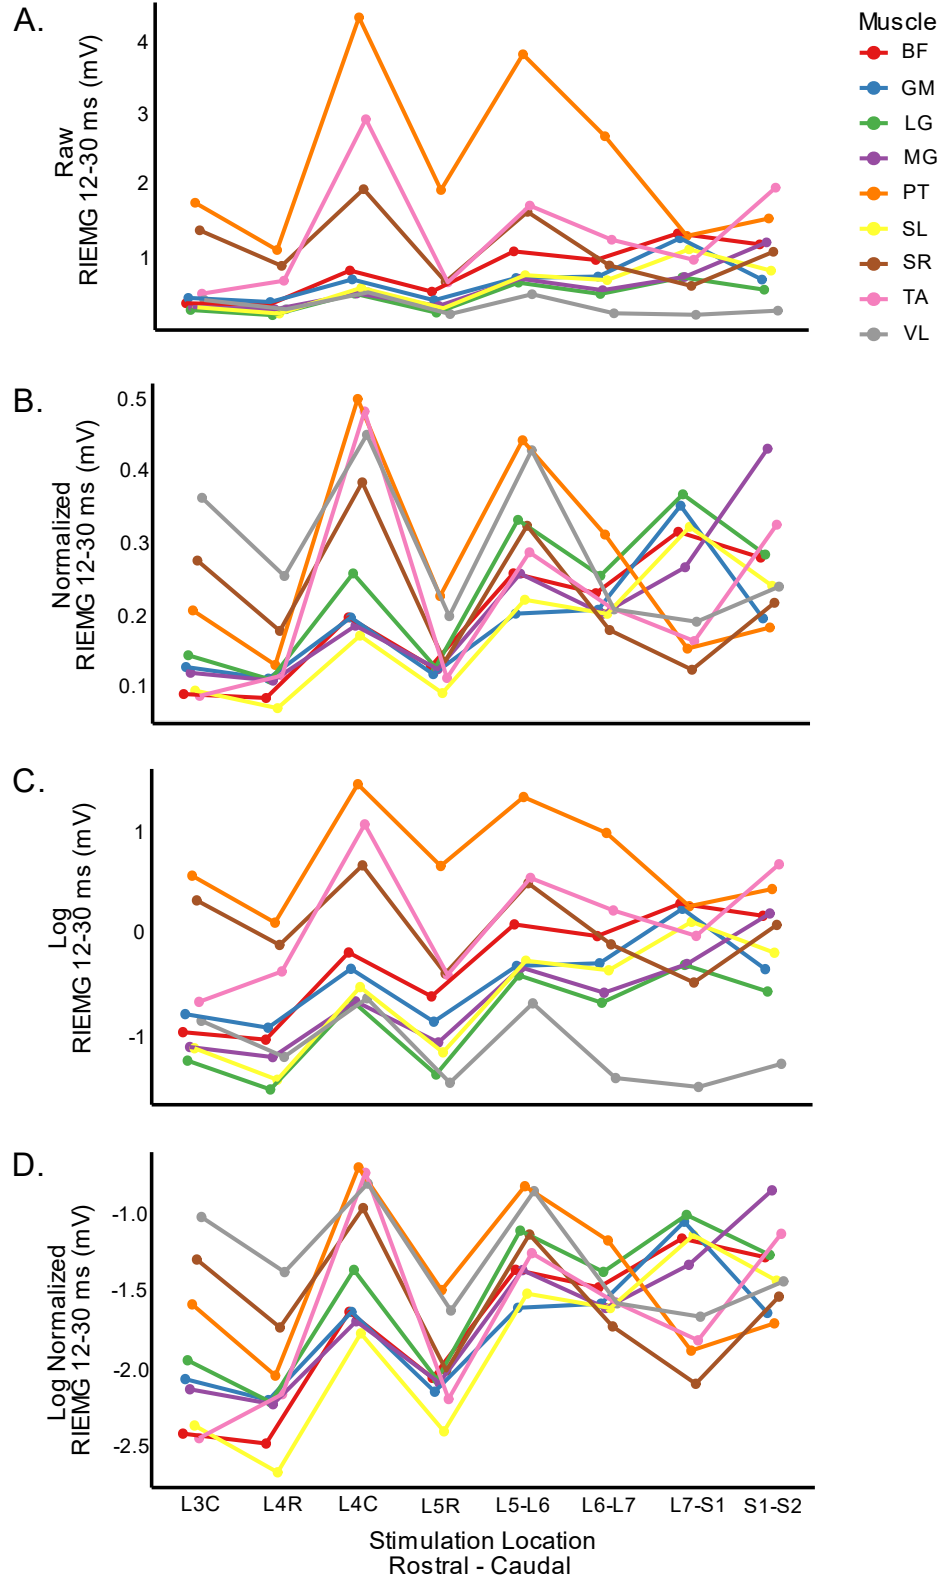 A.
Raw
RIEMG 12-30 ms (mV)
4
3
2
1
Muscle
BF
GM
LG
MG
PT
SL
SR
TA
VL
B.
Normalized
RIEMG 12-30 ms (mV)
0.5
0.4
0.3
0.2
0.1
C.
Log
RIEMG 12-30 ms (mV)
1
0
-1
D.
Log Normalized
RIEMG 12-30 ms (mV)
-1.0
-1.5
-2.0
-2.5
L3C L4R L4C L5R L5-L6 L6-L7 L7-S1 S1-S2
Stimulation Location
Rostral - Caudal